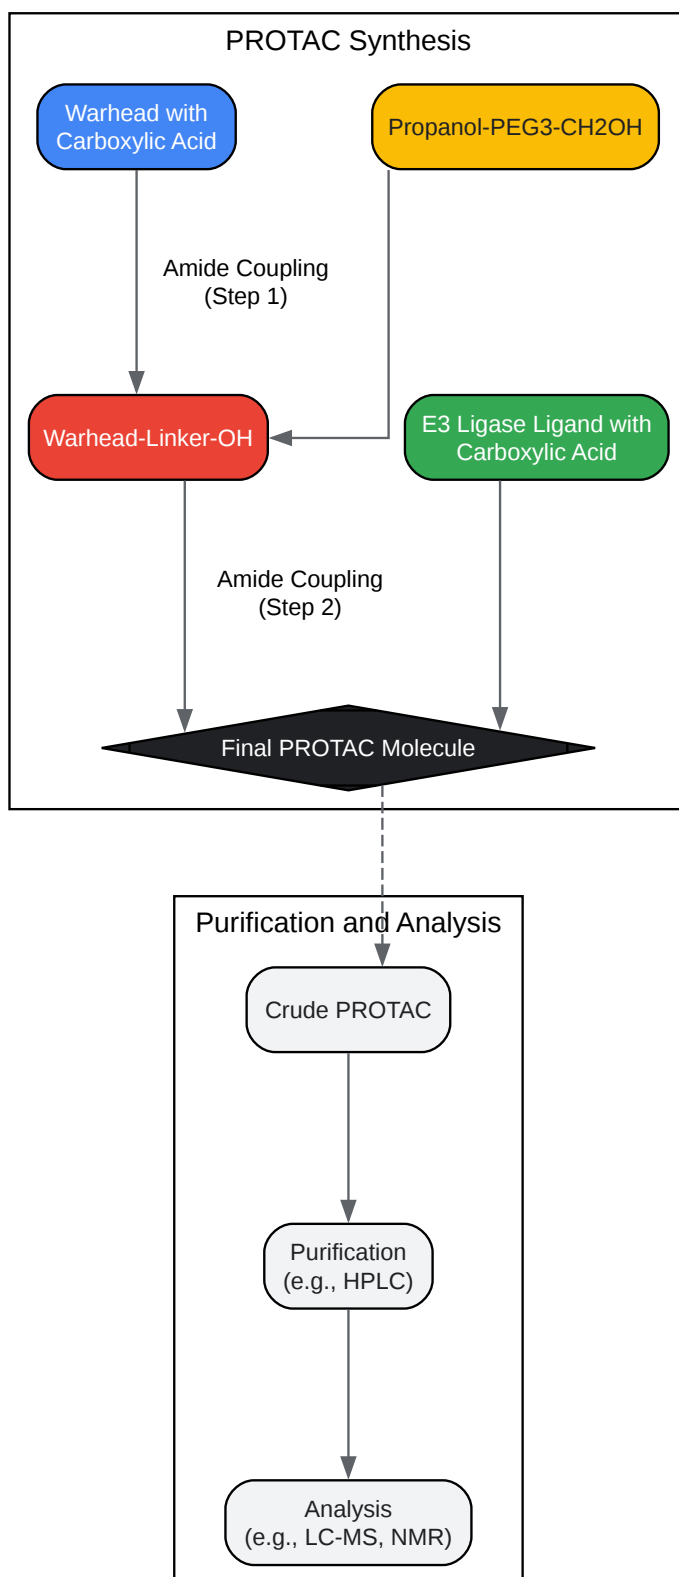 PROTAC Synthesis
Warhead with
Carboxylic Acid
Propanol-PEG3-CH2OH
Amide Coupling
(Step 1)
Warhead-Linker-OH
E3 Ligase Ligand with
Carboxylic Acid
Amide Coupling
(Step 2)
Final PROTAC Molecule
Purification and Analysis
Crude PROTAC
Purification
(e.g., HPLC)
Analysis
(e.g., LC-MS, NMR)